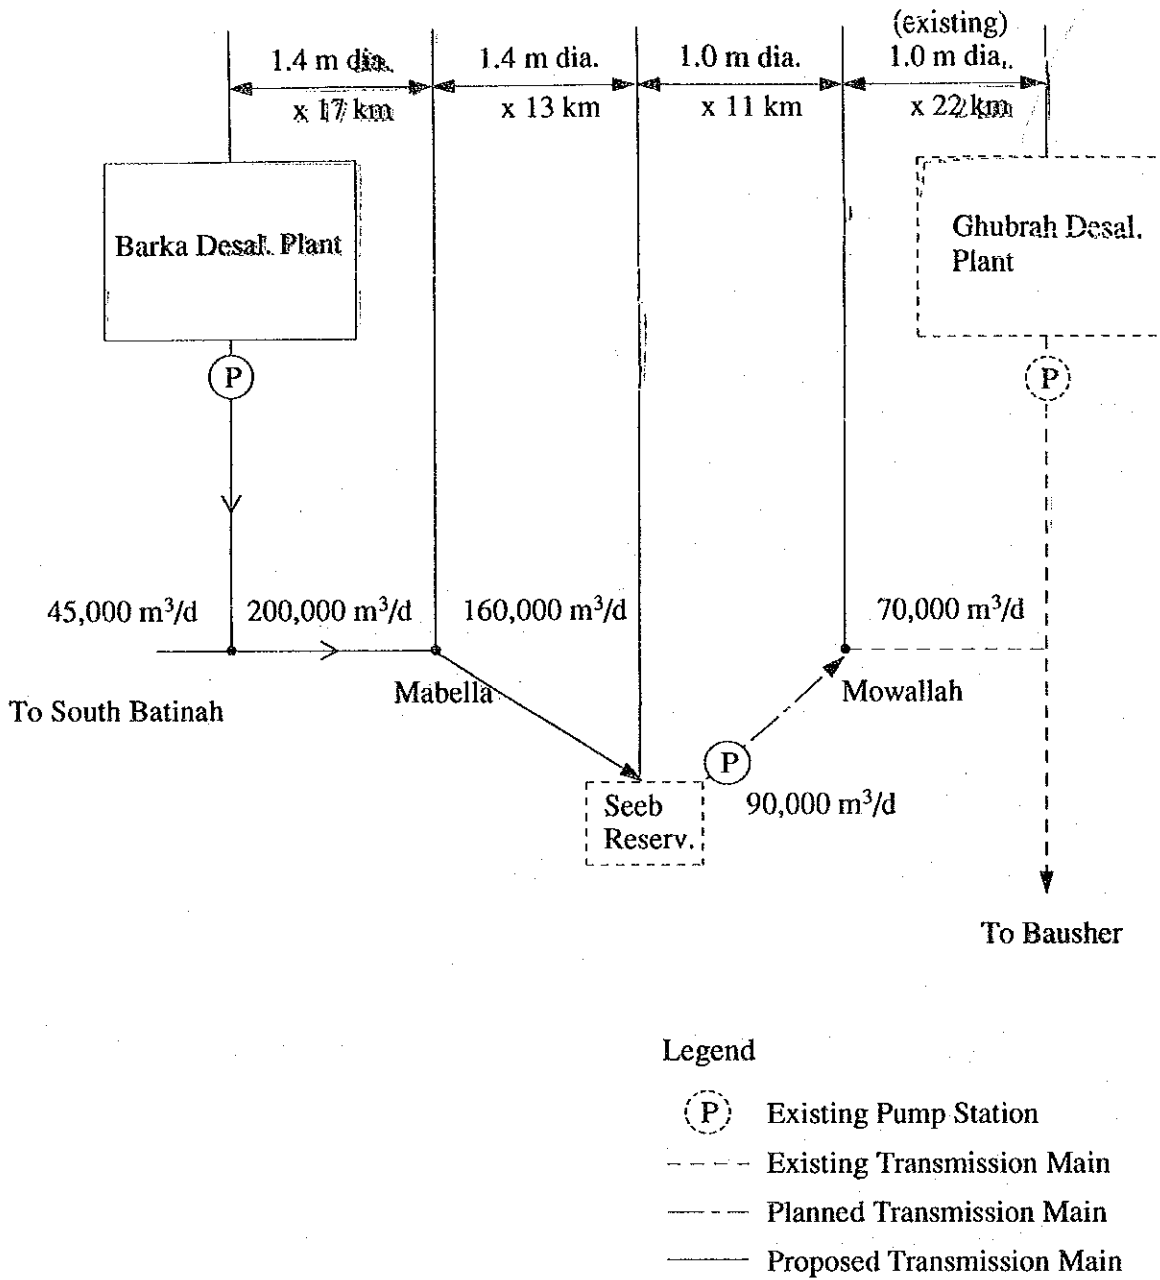 (existing)
1.4 m dia.
1.4 m dia.
1.0 m dia.
1.0 m dia.
x 17 km
x 13 km
x 11 km
x 22 km
Barka Desal. Plant
Ghubrah Desal.
Plant
P
P
45,000 m³/d
200,000 m³/d
160,000 m³/d
70,000 m³/d
To South Batinah
Mabella
Mowallah
P
Seeb
Reserv.
90,000 m³/d
To Bausher
Legend
P Existing Pump Station
Existing Transmission Main
Planned Transmission Main
Proposed Transmission Main